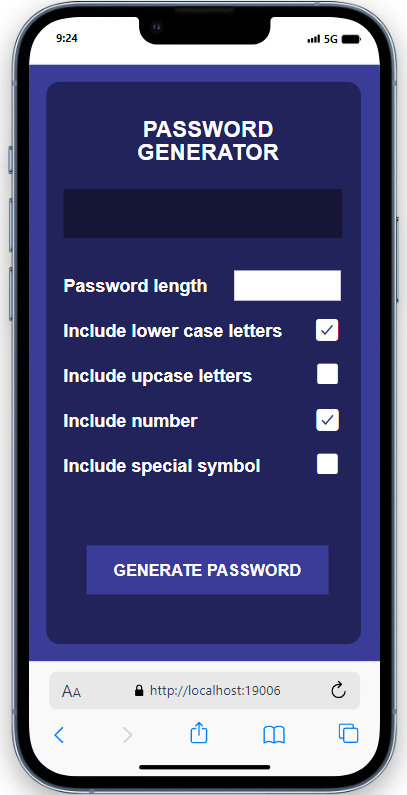 9:24
5G
PASSWORD
GENERATOR
Password length
Include lower case letters
Include upcase letters
Include number
Include special symbol
GENERATE PASSWORD
AA
http://localhost:19006